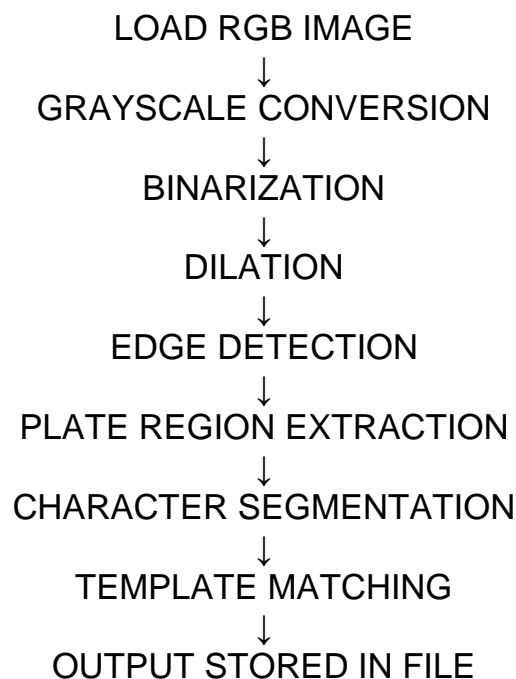 LOAD RGB IMAGE
↓
GRAYSCALE CONVERSION
↓
BINARIZATION
↓
DILATION
↓
EDGE DETECTION
↓
PLATE REGION EXTRACTION
↓
CHARACTER SEGMENTATION
↓
TEMPLATE MATCHING
↓
OUTPUT STORED IN FILE